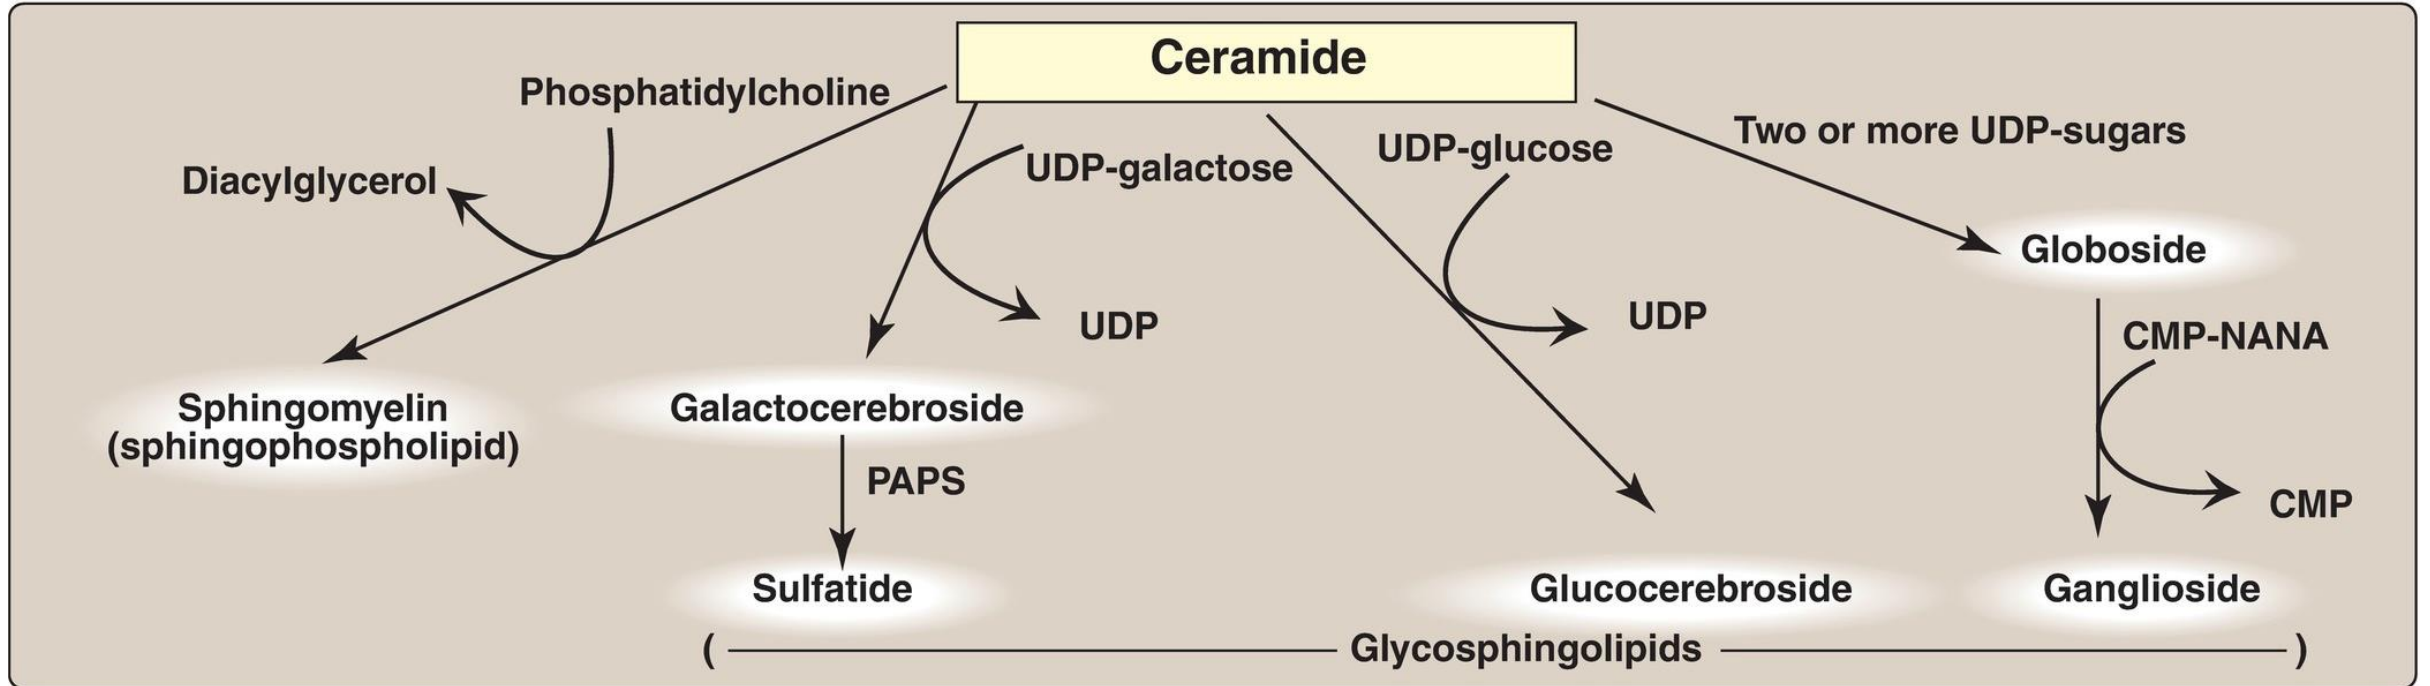 Ceramide
Phosphatidylcholine
Diacylglycerol
UDP-galactose
UDP-glucose
Two or more UDP-sugars
Globoside
UDP
UDP
CMP-NANA
Sphingomyelin
(sphingophospholipid)
Galactocerebroside
PAPS
CMP
Sulfatide
Glucocerebroside
Ganglioside
( Glycosphingolipids )